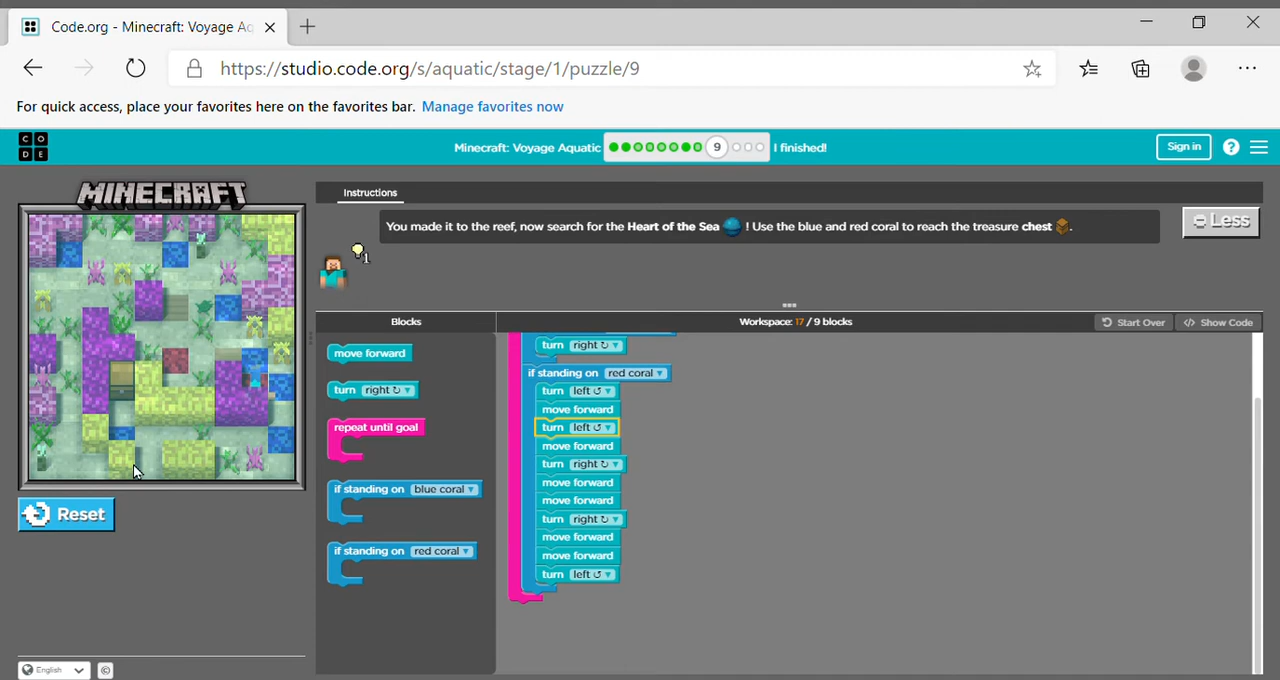 Code.org - Minecraft: Voyage Aq
https://studio.code.org/s/aquatic/stage/1/puzzle/9
For quick access, place your favorites here on the favorites bar. Manage favorites now
C O
D E
Minecraft: Voyage Aquatic 9 I finished! Sign in ?
MINECRAFT
Instructions
You made it to the reef, now search for the Heart of the Sea ! Use the blue and red coral to reach the treasure chest .
Less
1
Blocks
Workspace: 17 / 9 blocks
Start Over
</> Show Code
move forward
turn right
repeat until goal
if standing on blue coral
if standing on red coral
turn right
if standing on red coral
turn left
move forward
turn left
move forward
turn right
move forward
move forward
turn right
move forward
move forward
turn left
Reset
English
©